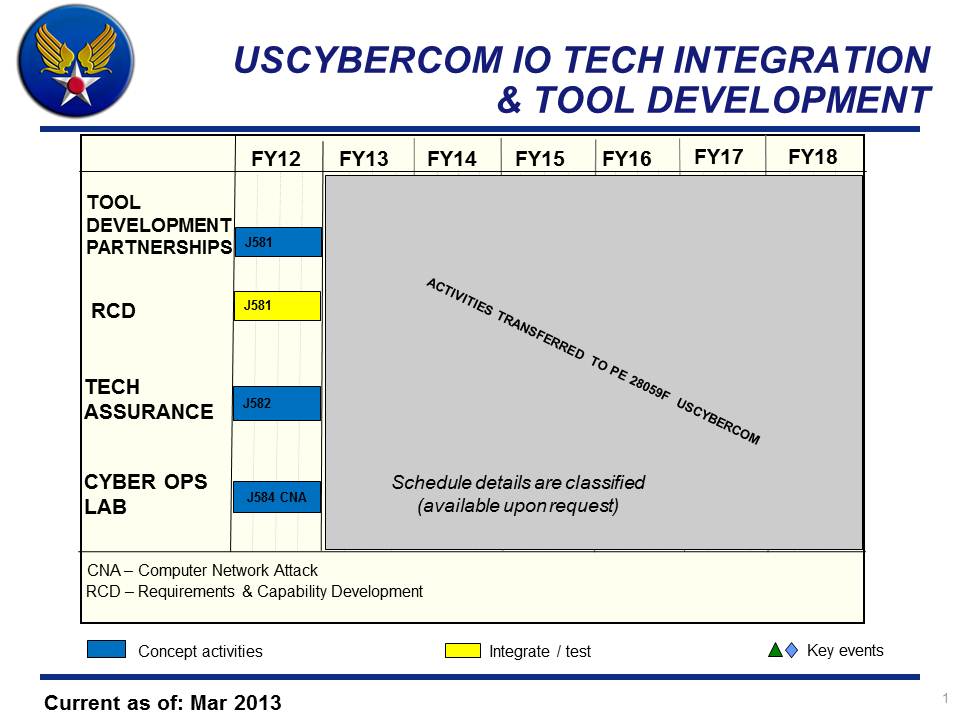 USCYBERCOM IO TECH INTEGRATION
& TOOL DEVELOPMENT
FY12 FY13 FY14 FY15 FY16 FY17 FY18
TOOL
DEVELOPMENT
PARTNERSHIPS
J581
RCD
J581
TECH
ASSURANCE
J582
CYBER OPS
LAB
J584 CNA
ACTIVITIES TRANSFERRED TO PE 28059F USCYBERCOM
Schedule details are classified
(available upon request)
CNA – Computer Network Attack
RCD – Requirements & Capability Development
Concept activities
Integrate / test
Key events
Current as of: Mar 2013
1